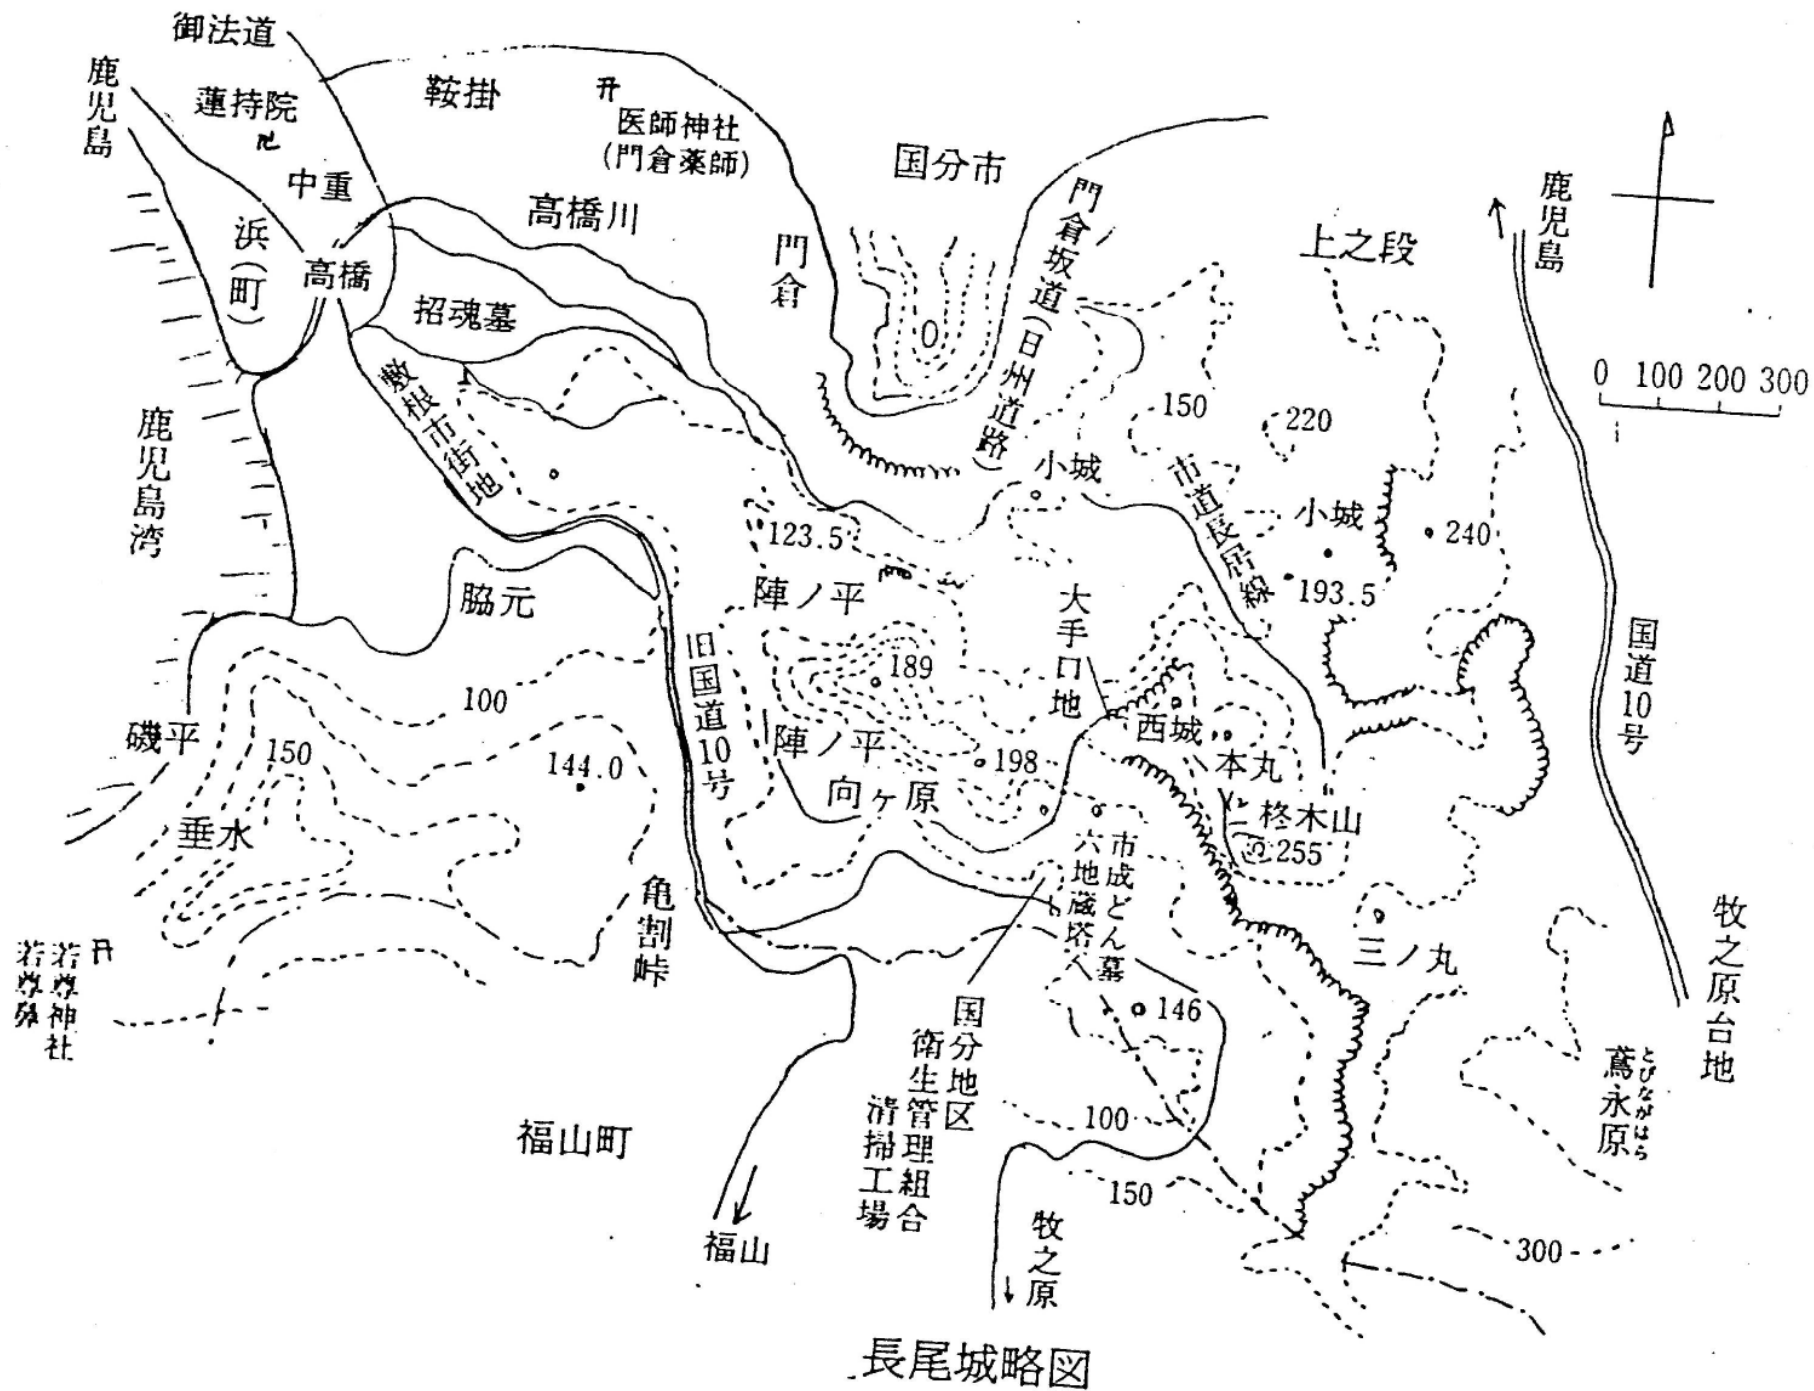 御法道
鹿児島
蓮持院
鞍掛
医師神社
(門倉薬師)
国分市
中重
高橋川
浜(町)
高橋
門倉
門倉坂道(日州道路)
上之段
鹿児島
招魂墓
0 100 200 300
敷根市街地
鹿児島湾
150
220
小城
市道長居線
小城
240
123.5
193.5
脇元
陣ノ平
大手口地
旧国道10号
189
国道10号
100
西城
磯平
150
144.0
陣ノ平
198
本丸
向ヶ原
柊木山
255
垂水
市成どん墓
六地蔵塔へ
亀割峠
三ノ丸
牧之原台地
若尊神社
若尊鼻
146
国分地区
衛生管理組合
清掃工場
とびながはら
鳶永原
100
福山町
150
牧之原
福山
300
長尾城略図